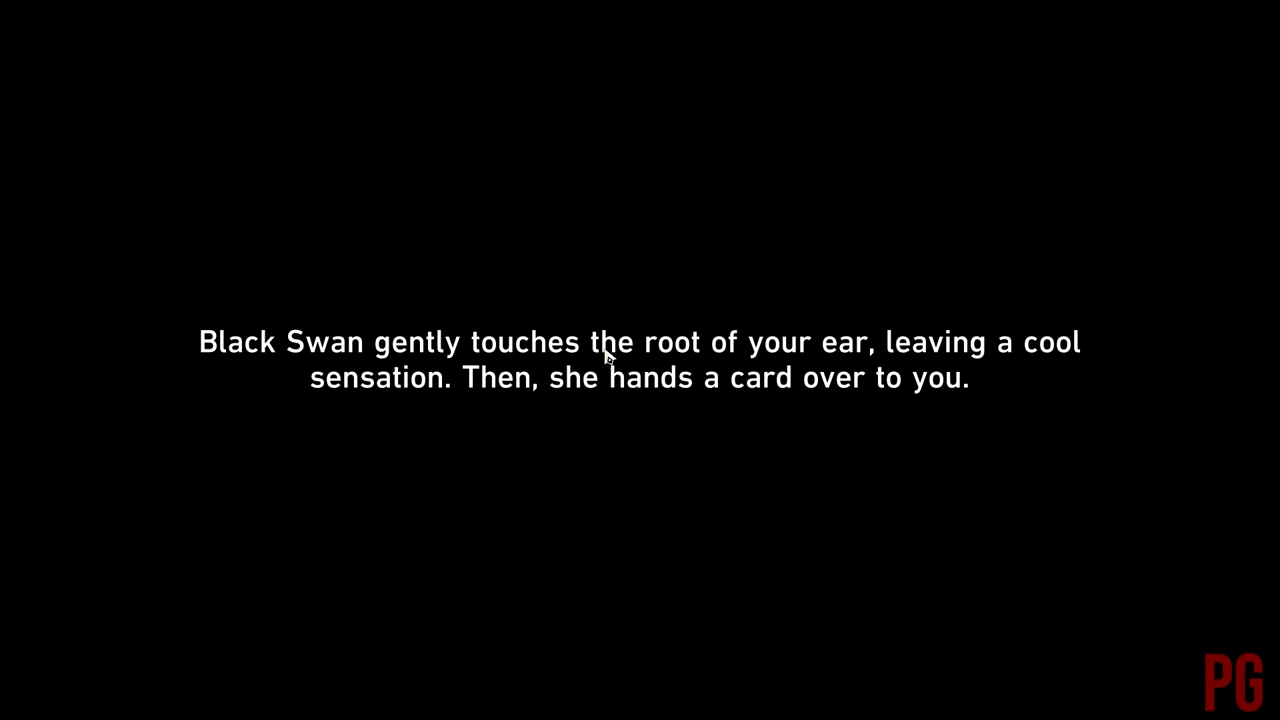 Black Swan gently touches the root of your ear, leaving a cool
sensation. Then, she hands a card over to you.
PG